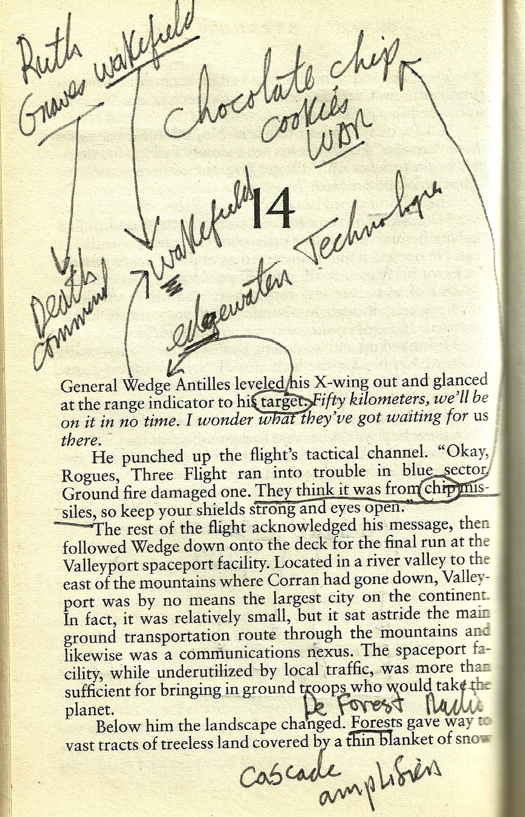 Ruth
Graves Wakefield
Chocolate chip
cookies
WAR
14
Wakefield
edgewater Technologies
Death
command
General Wedge Antilles leveled his X-wing out and glanced
at the range indicator to his target. Fifty kilometers, we'll be
on it in no time. I wonder what they've got waiting for us
there.
He punched up the flight's tactical channel. “Okay,
Rogues, Three Flight ran into trouble in blue sector.
Ground fire damaged one. They think it was from chip mis-
siles, so keep your shields strong and eyes open.”
The rest of the flight acknowledged his message, then
followed Wedge down onto the deck for the final run at the
Valleyport spaceport facility. Located in a river valley to the
east of the mountains where Corran had gone down, Valley-
port was by no means the largest city on the continent.
In fact, it was relatively small, but it sat astride the main
ground transportation route through the mountains and
likewise was a communications nexus. The spaceport fa-
cility, while underutilized by local traffic, was more than
sufficient for bringing in ground troops who would take the
planet.
De Forest Radio
Below him the landscape changed. Forests gave way to
vast tracts of treeless land covered by a thin blanket of snow
cascade
amplifiers